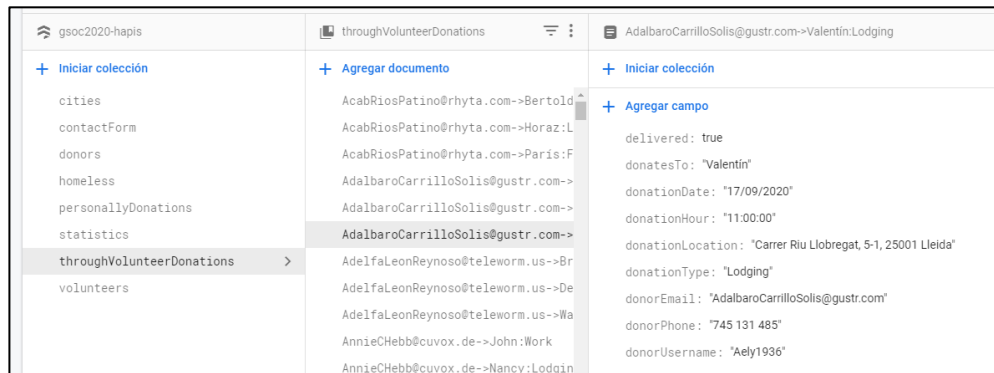 gsoc2020-hapis
throughVolunteerDonations
AdalbaroCarrilloSolis@gustr.com->Valentín:Lodging
+ Iniciar colección
+ Agregar documento
+ Iniciar colección
cities
contactForm
donors
homeless
personallyDonations
statistics
throughVolunteerDonations >
volunteers
AcabRiosPatino@rhyta.com->Bertold
AcabRiosPatino@rhyta.com->Horaz:L
AcabRiosPatino@rhyta.com->París:F
AdalbaroCarrilloSolis@gustr.com->
AdalbaroCarrilloSolis@gustr.com->
AdalbaroCarrilloSolis@gustr.com->
AdelfaLeonReynoso@teleworm.us->Br
AdelfaLeonReynoso@teleworm.us->De
AdelfaLeonReynoso@teleworm.us->Wa
AnnieCHebb@cuvox.de->John:Work
AnnieCHebb@cuvox.de->Nancy:Lodgin
+ Agregar campo
delivered: true
donatesTo: "Valentín"
donationDate: "17/09/2020"
donationHour: "11:00:00"
donationLocation: "Carrer Riu Llobregat, 5-1, 25001 Lleida"
donationType: "Lodging"
donorEmail: "AdalbaroCarrilloSolis@gustr.com"
donorPhone: "745 131 485"
donorUsername: "Aely1936"